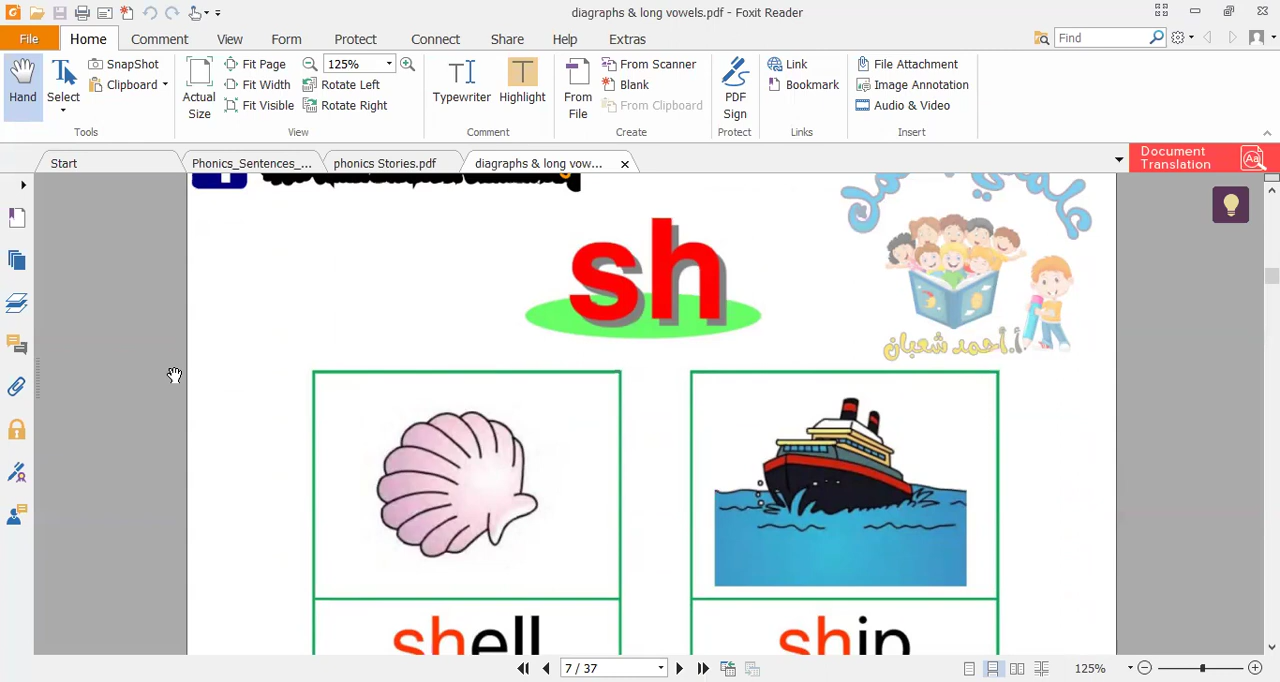 diagraphs & long vowels.pdf - Foxit Reader
File Home Comment View Form Protect Connect Share Help Extras Find
SnapShot Fit Page 125% From Scanner Link File Attachment
Hand Select Clipboard Actual Size Fit Width Rotate Left Typewriter Highlight From File Blank PDF Sign Bookmark Image Annotation
Fit Visible Rotate Right From Clipboard Audio & Video
Tools View Comment Create Protect Links Insert
Start Phonics_Sentences_... phonics Stories.pdf diagraphs & long vow... Document Translation
sh
أ.أحمد شعبان
shell ship
7 / 37 125%